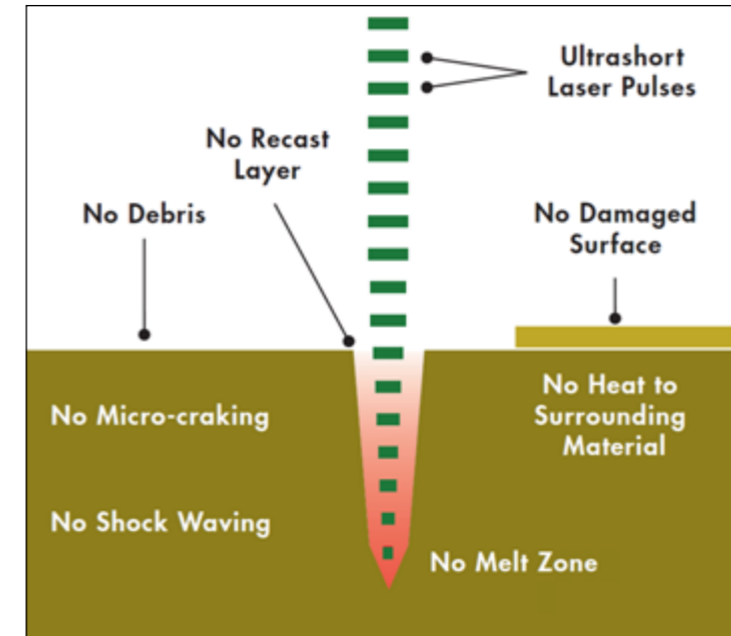 Ultrashort
Laser Pulses
No Recast
Layer
No Debris
No Damaged
Surface
No Micro-craking
No Heat to
Surrounding
Material
No Shock Waving
No Melt Zone